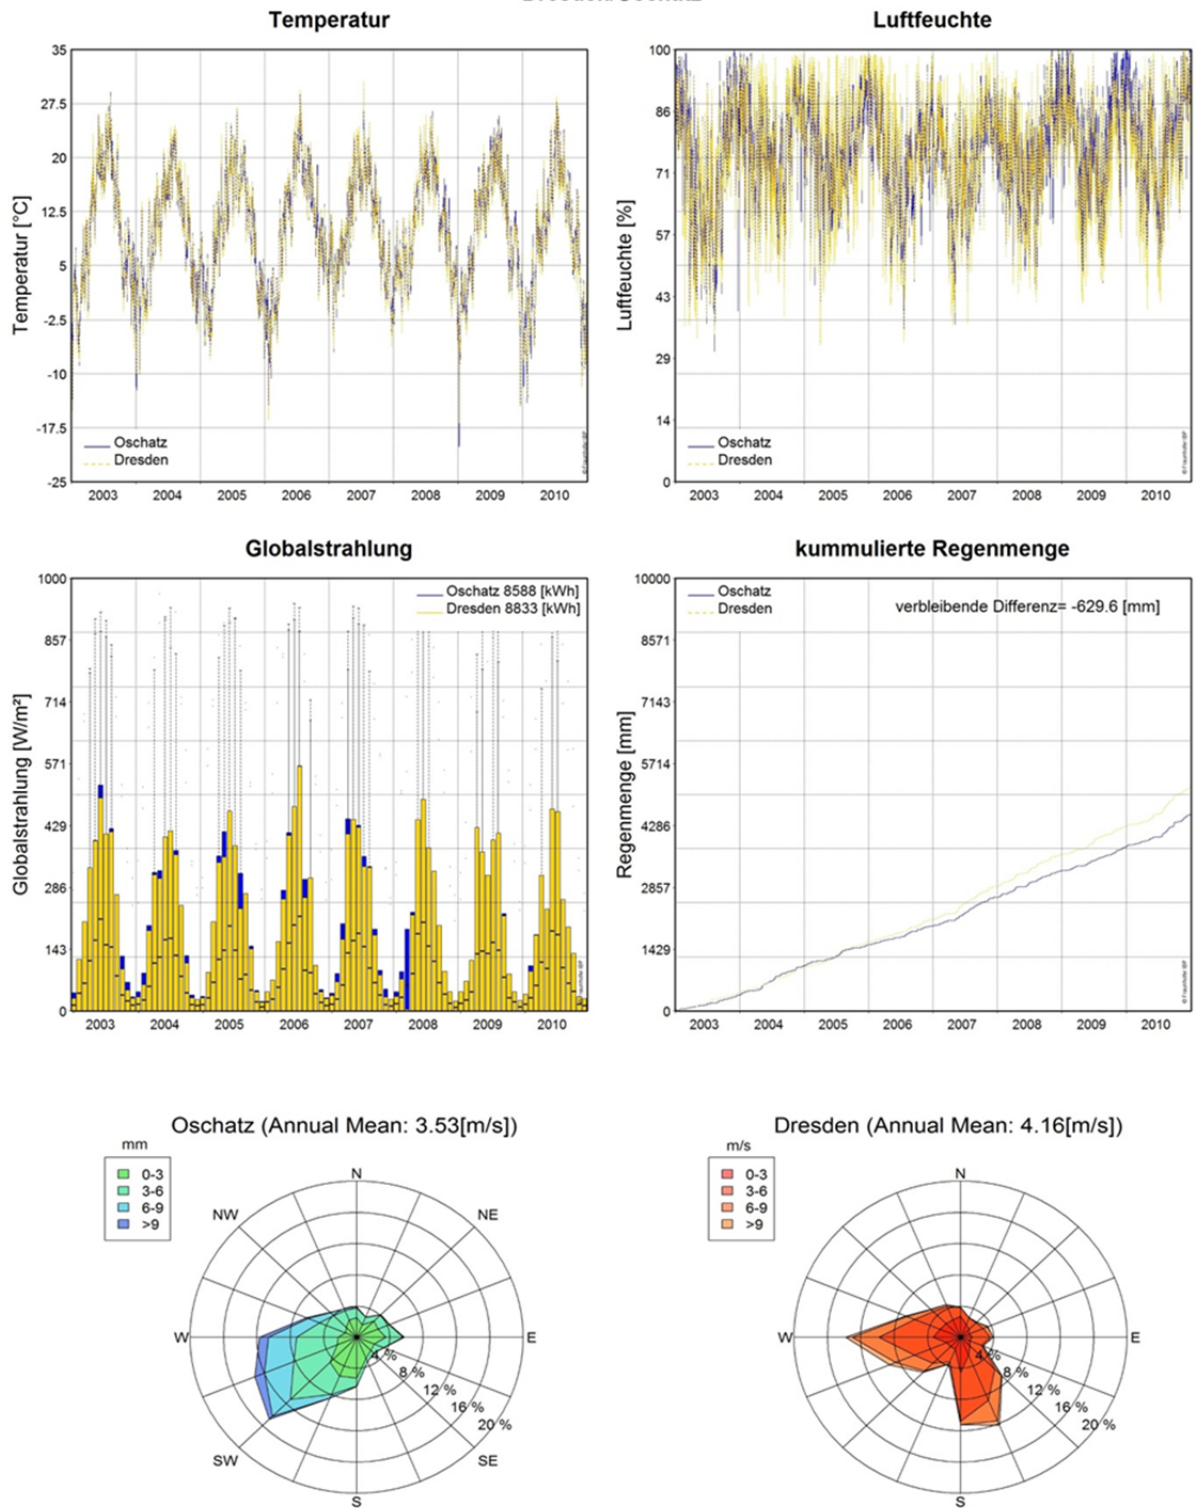 Temperatur
Temperatur [°C]
35
27.5
20
12.5
5
-2.5
-10
-17.5
-25
Oschatz
Dresden
2003 2004 2005 2006 2007 2008 2009 2010
Luftfeuchte
Luftfeuchte [%]
100
86
71
57
43
29
14
0
Oschatz
Dresden
2003 2004 2005 2006 2007 2008 2009 2010
Globalstrahlung
Globalstrahlung [W/m²]
1000
857
714
571
429
286
143
0
Oschatz 8588 [kWh]
Dresden 8833 [kWh]
2003 2004 2005 2006 2007 2008 2009 2010
kummulierte Regenmenge
Regenmenge [mm]
10000
8571
7143
5714
4286
2857
1429
0
Oschatz
Dresden
verbleibende Differenz= -629.6 [mm]
2003 2004 2005 2006 2007 2008 2009 2010
Oschatz (Annual Mean: 3.53[m/s])
mm
0-3
3-6
6-9
>9
N
NE
E
SE
S
SW
W
NW
4 %
8 %
12 %
16 %
20 %
Dresden (Annual Mean: 4.16[m/s])
m/s
0-3
3-6
6-9
>9
N
E
S
W
4 %
8 %
12 %
16 %
20 %